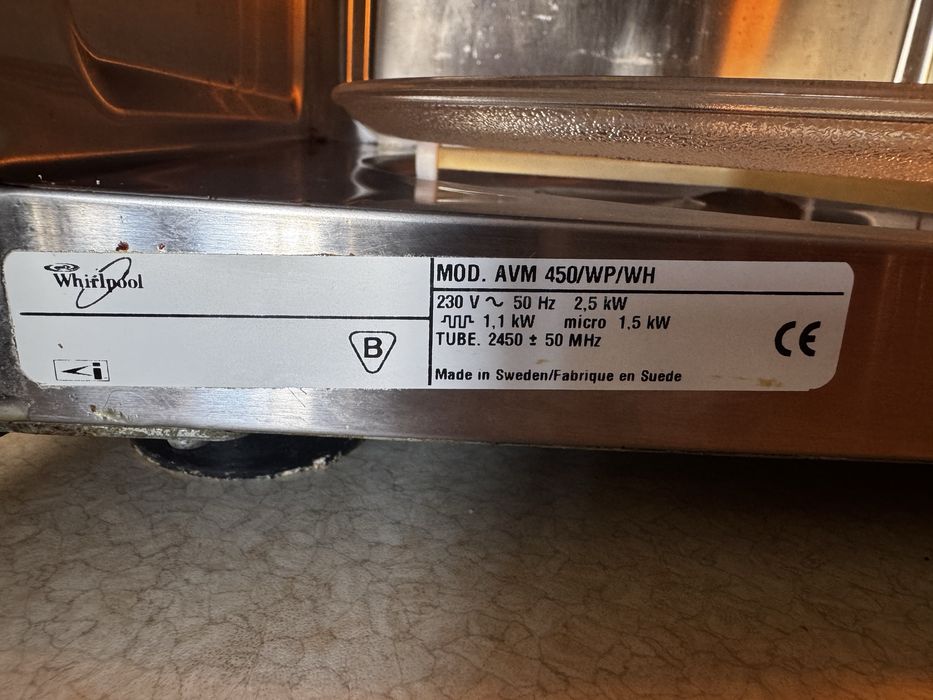 Whirlpool
B
i
MOD. AVM 450/WP/WH
230 V ~ 50 Hz 2,5 kW
1,1 kW micro 1,5 kW
TUBE. 2450 ± 50 MHz
Made in Sweden/Fabrique en Suede
CE